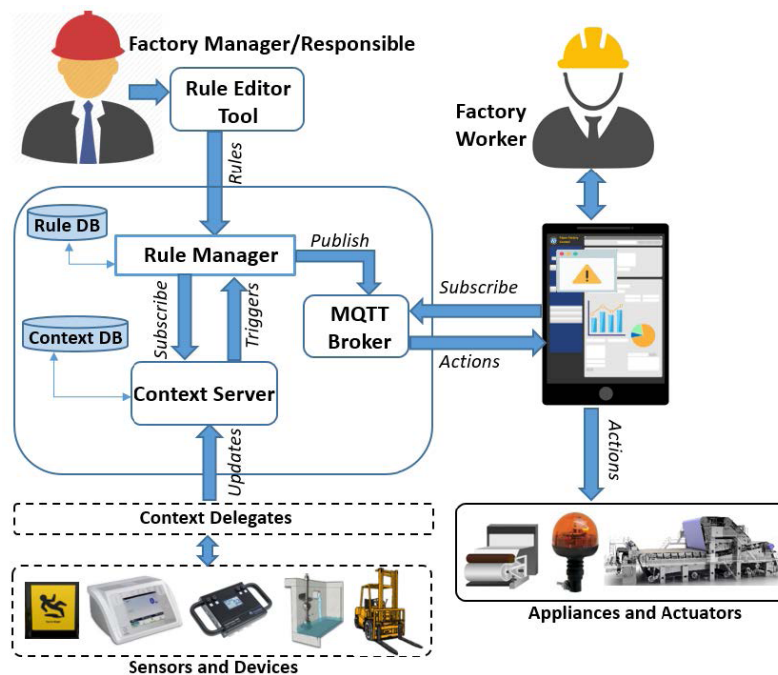 Factory Manager/Responsible
Rule Editor
Tool
Factory
Worker
Rules
Rule DB
Rule Manager
Publish
Subscribe
Triggers
MQTT
Broker
Subscribe
Actions
Context DB
Context Server
Updates
Actions
Context Delegates
Sensors and Devices
Appliances and Actuators